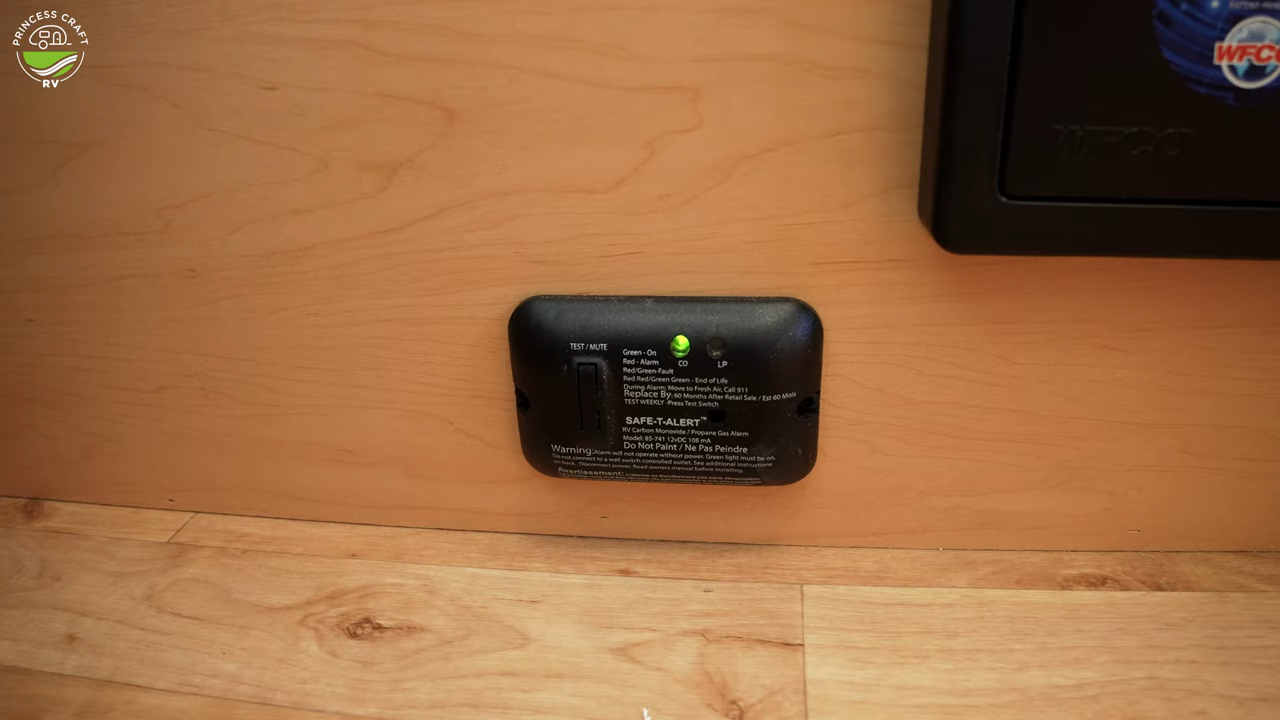 PRINCESS CRAFT
RV
WFCO
WFCO
TEST / MUTE
CO
LP
Green - On
Red - Alarm
Red/Green-Fault
Red Red/Green Green - End of Life
During Alarm: Move to Fresh Air, Call 911
Replace By: 60 Months After Retail Sale / Est 60 Mois
TEST WEEKLY -Press Test Switch
SAFE-T-ALERT™
RV Carbon Monoxide / Propane Gas Alarm
Model: 85-741 12vDC 108 mA
Do Not Paint / Ne Pas Peindre
Warning: Alarm will not operate without power. Green light must be on.
Do not connect to a wall switch controlled outlet. See additional instructions
on back. Disconnect power. Read owners manual before installing.
Avertissement: